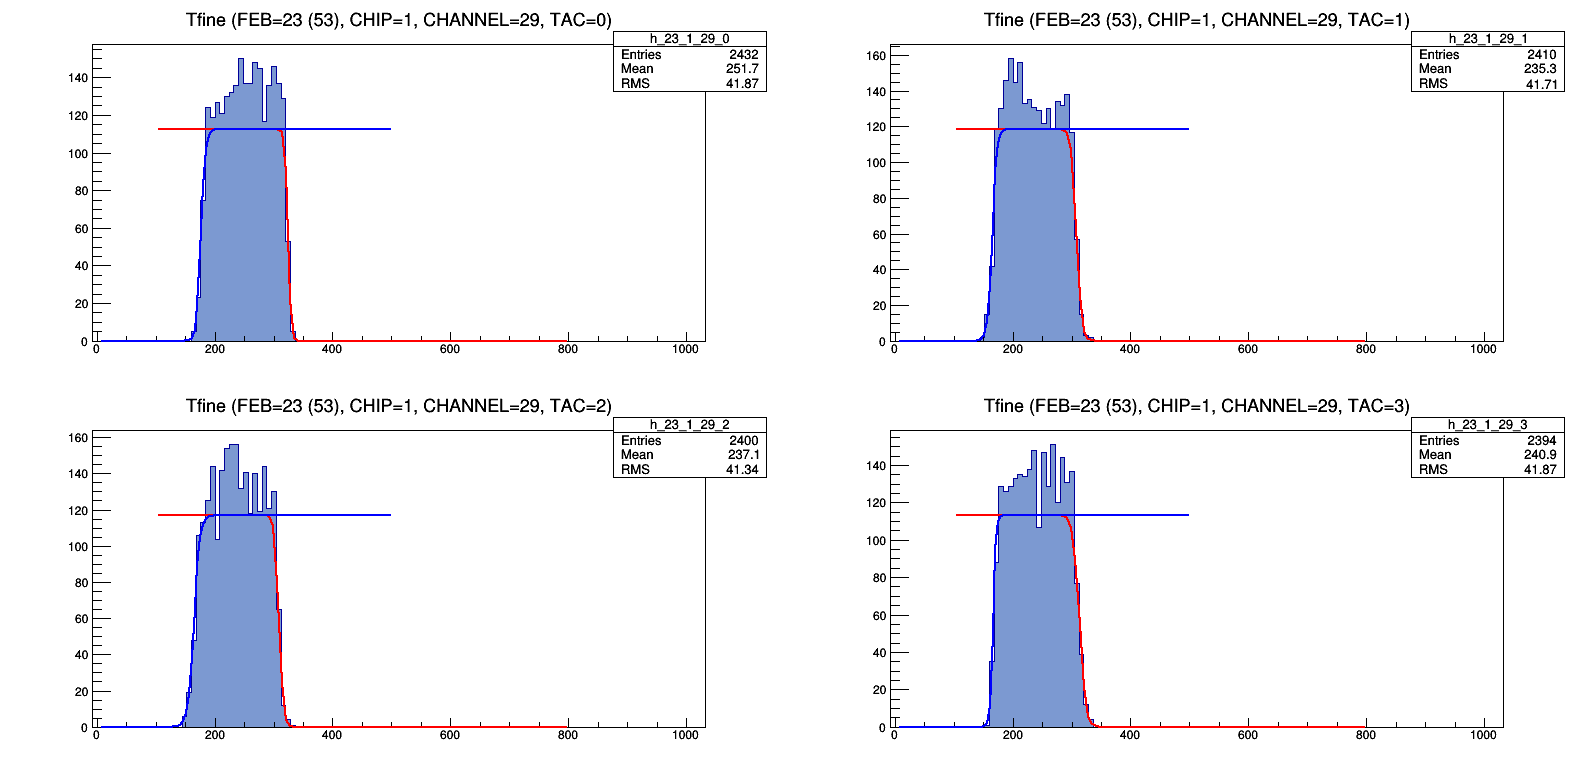 Tfine (FEB=23 (53), CHIP=1, CHANNEL=29, TAC=0)
h_23_1_29_0
Entries 2432
Mean 251.7
RMS 41.87
140
120
100
80
60
40
20
0
0 200 400 600 800 1000
Tfine (FEB=23 (53), CHIP=1, CHANNEL=29, TAC=1)
h_23_1_29_1
Entries 2410
Mean 235.3
RMS 41.71
160
140
120
100
80
60
40
20
0
0 200 400 600 800 1000
Tfine (FEB=23 (53), CHIP=1, CHANNEL=29, TAC=2)
h_23_1_29_2
Entries 2400
Mean 237.1
RMS 41.34
160
140
120
100
80
60
40
20
0
0 200 400 600 800 1000
Tfine (FEB=23 (53), CHIP=1, CHANNEL=29, TAC=3)
h_23_1_29_3
Entries 2394
Mean 240.9
RMS 41.87
140
120
100
80
60
40
20
0
0 200 400 600 800 1000